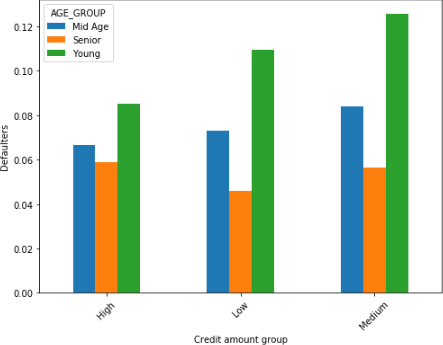 AGE_GROUP
Mid Age
Senior
Young
0.12
0.10
0.08
0.06
0.04
0.02
0.00
Defaulters
High
Low
Medium
Credit amount group